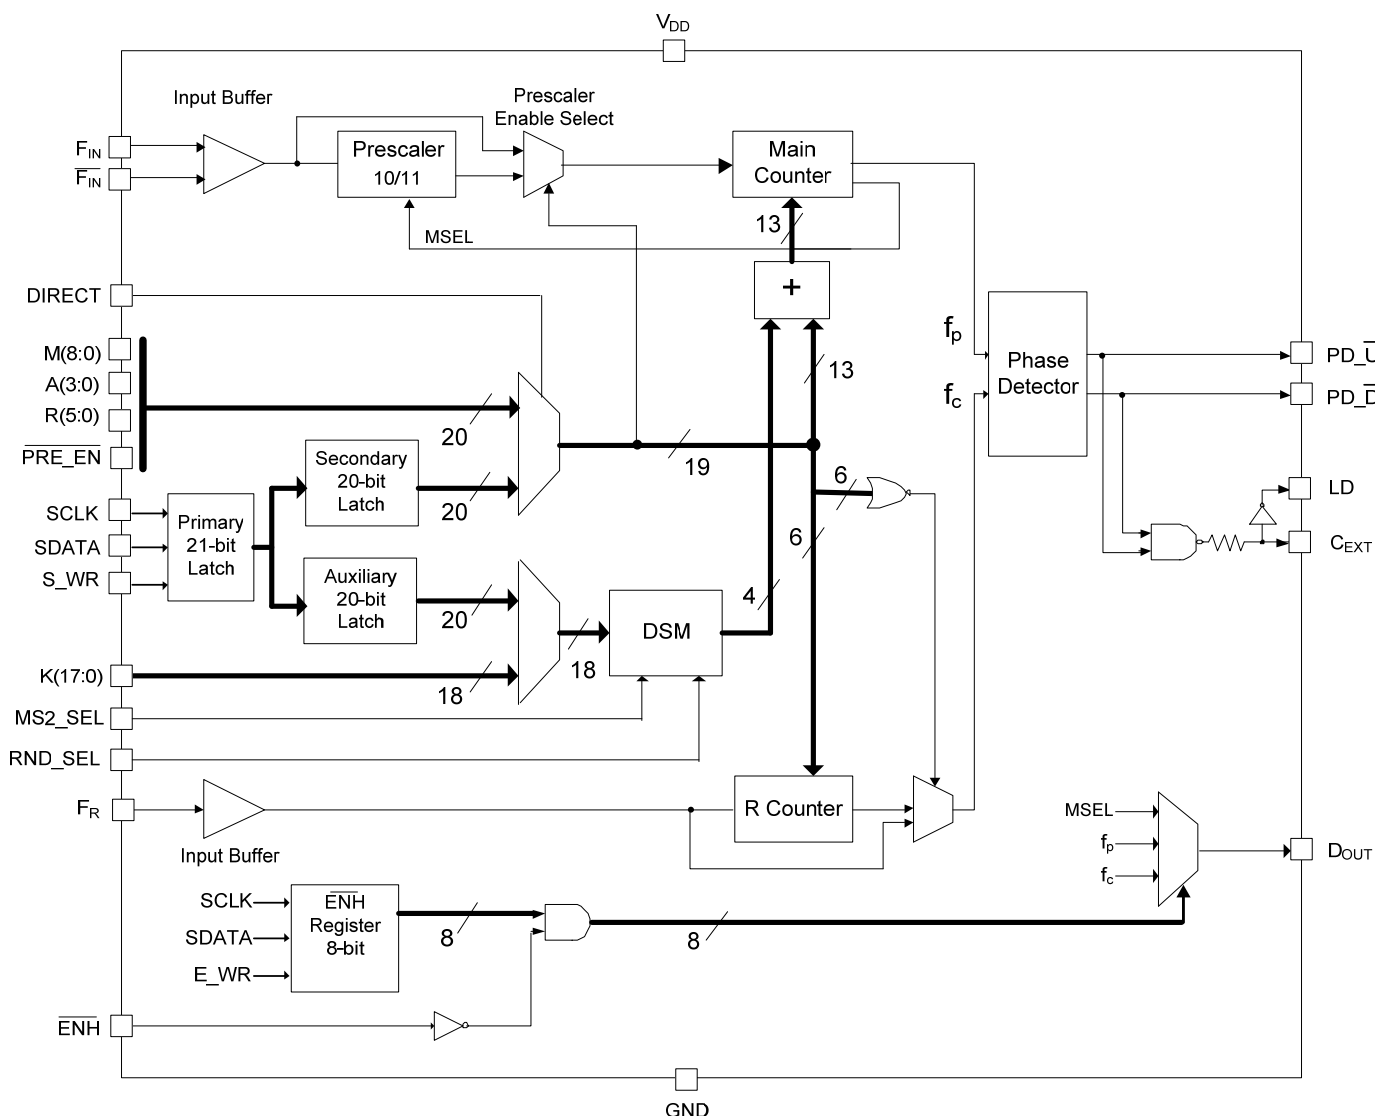 VDD
Input Buffer
Prescaler
Enable Select
FIN
FIN
Prescaler
10/11
Main
Counter
MSEL
13
DIRECT
+
M(8:0)
A(3:0)
R(5:0)
PRE_EN
20
13
fp
fc
Phase
Detector
PD_U
PD_D
Secondary
20-bit
Latch
20
19
6
6
SCLK
SDATA
S_WR
Primary
21-bit
Latch
LD
CEXT
Auxiliary
20-bit
Latch
20
18
DSM
4
K(17:0)
18
MS2_SEL
RND_SEL
FR
Input Buffer
R Counter
MSEL
fp
fc
DOUT
SCLK
SDATA
E_WR
ENH
Register
8-bit
8
8
ENH
GND